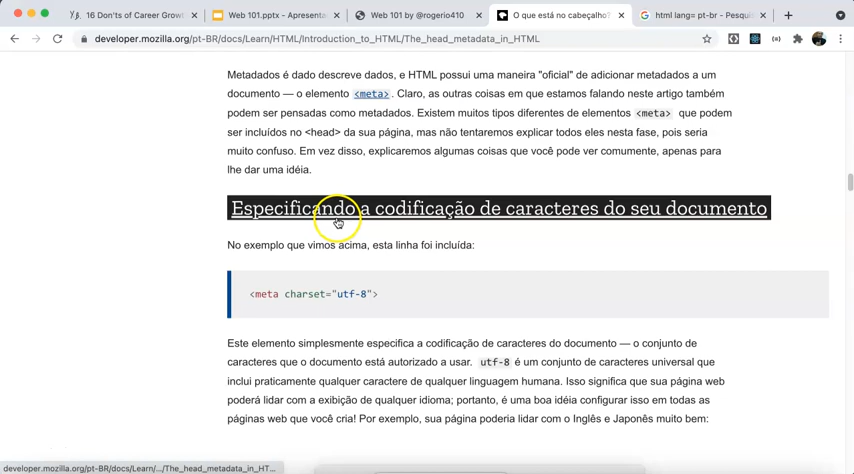 16 Don'ts of Career Growt
Web 101.pptx - Apresenta
Web 101 by @rogerio410
O que está no cabeçalho?
html lang= pt-br - Pesquis
developer.mozilla.org/pt-BR/docs/Learn/HTML/Introduction_to_HTML/The_head_metadata_in_HTML
Metadados é dado descreve dados, e HTML possui uma maneira "oficial" de adicionar metadados a um
documento — o elemento <meta> . Claro, as outras coisas em que estamos falando neste artigo também
podem ser pensadas como metadados. Existem muitos tipos diferentes de elementos <meta> que podem
ser incluídos no <head> da sua página, mas não tentaremos explicar todos eles nesta fase, pois seria
muito confuso. Em vez disso, explicaremos algumas coisas que você pode ver comumente, apenas para
lhe dar uma idéia.
Especificando a codificação de caracteres do seu documento
No exemplo que vimos acima, esta linha foi incluída:
<meta charset="utf-8">
Este elemento simplesmente especifica a codificação de caracteres do documento — o conjunto de
caracteres que o documento está autorizado a usar. utf-8 é um conjunto de caracteres universal que
inclui praticamente qualquer caractere de qualquer linguagem humana. Isso significa que sua página web
poderá lidar com a exibição de qualquer idioma; portanto, é uma boa idéia configurar isso em todas as
páginas web que você cria! Por exemplo, sua página poderia lidar com o Inglês e Japonês muito bem:
developer.mozilla.org/pt-BR/docs/Learn/.../The_head_metadata_in_HT...